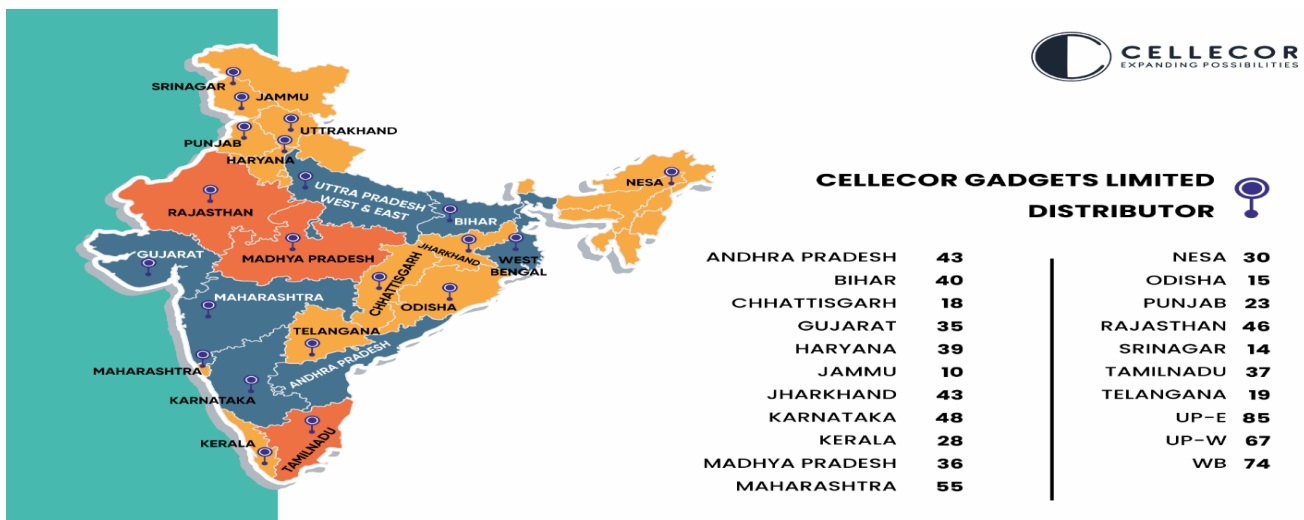 CELLECOR
EXPANDING POSSIBILITIES
SRINAGAR
JAMMU
UTTRAKHAND
PUNJAB
HARYANA
UTTRA PRADESH
WEST & EAST
RAJASTHAN
BIHAR
NESA
GUJARAT
MADHYA PRADESH
JHARKHAND
WEST
BENGAL
CHHATTISGARH
MAHARASHTRA
ODISHA
TELANGANA
ANDHRA PRADESH
MAHARASHTRA
KARNATAKA
KERALA
TAMILNADU
CELLECOR GADGETS LIMITED
DISTRIBUTOR
ANDHRA PRADESH 43
BIHAR 40
CHHATTISGARH 18
GUJARAT 35
HARYANA 39
JAMMU 10
JHARKHAND 43
KARNATAKA 48
KERALA 28
MADHYA PRADESH 36
MAHARASHTRA 55
NESA 30
ODISHA 15
PUNJAB 23
RAJASTHAN 46
SRINAGAR 14
TAMILNADU 37
TELANGANA 19
UP-E 85
UP-W 67
WB 74